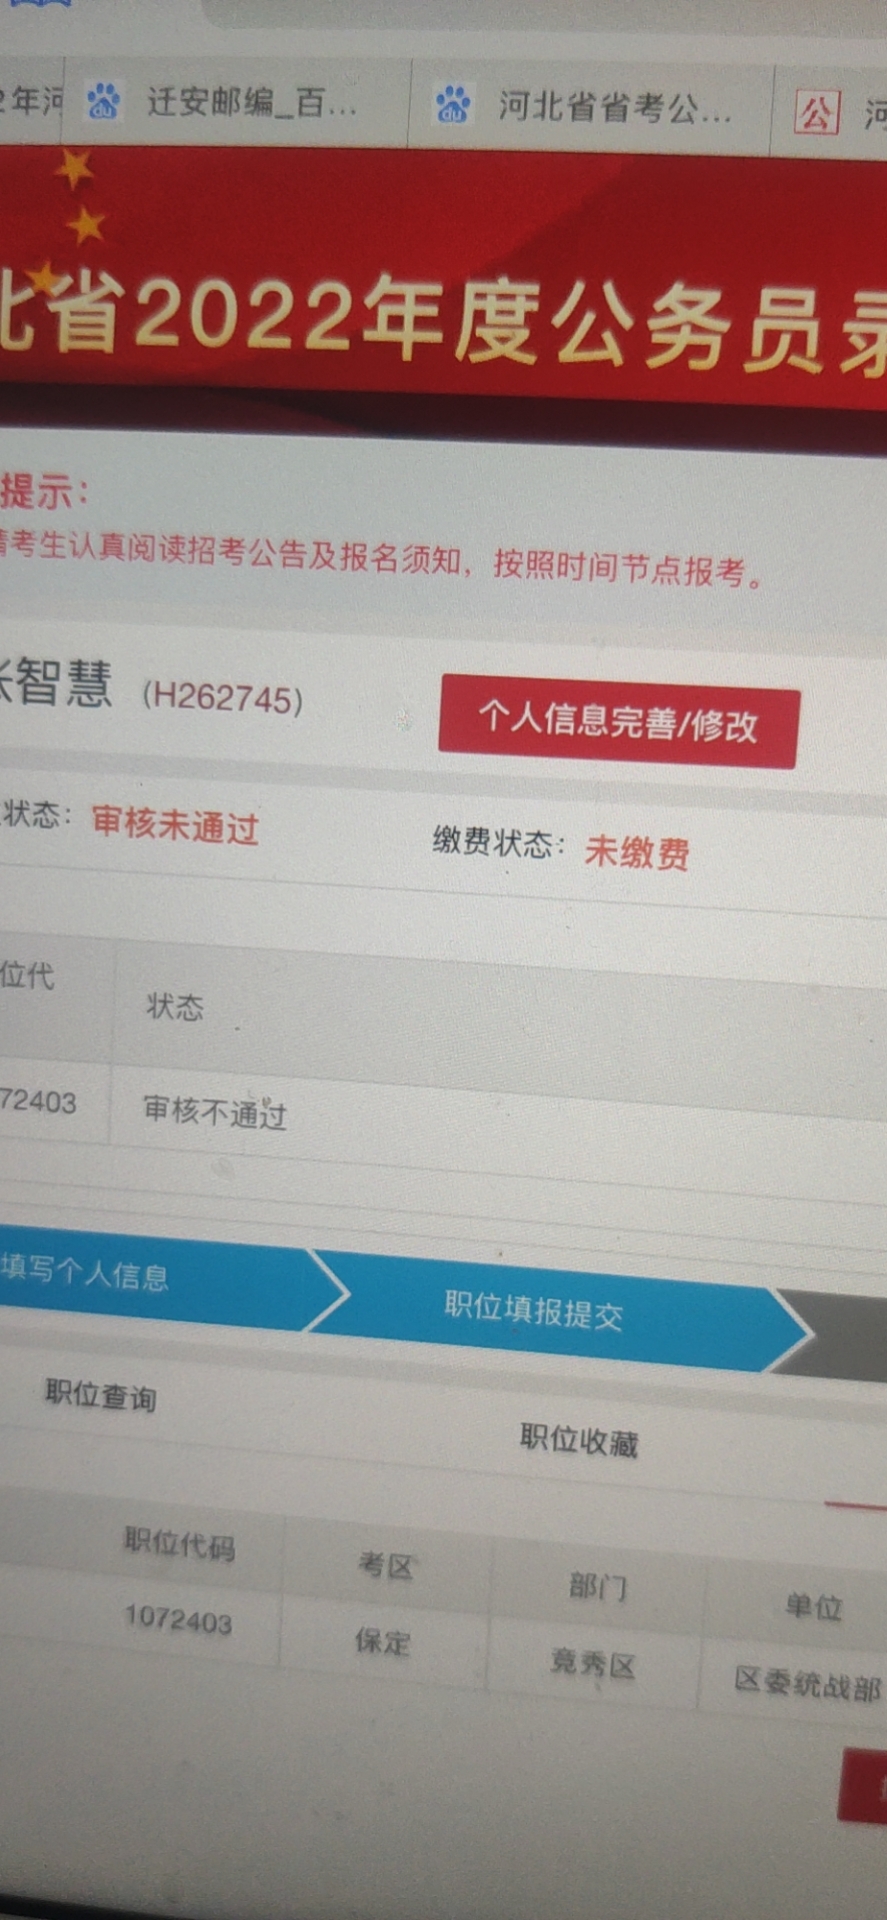 2年河
迁安邮编_百...
河北省省考公...
公
河
北省2022年度公务员录
提示：
请考生认真阅读招考公告及报名须知，按照时间节点报考。
张智慧 （H262745）
个人信息完善/修改
状态： 审核未通过
缴费状态： 未缴费
位代
状态
72403
审核不通过
填写个人信息
职位填报提交
职位查询
职位收藏
职位代码 考区 部门 单位
1072403 保定 竞秀区 区委统战部